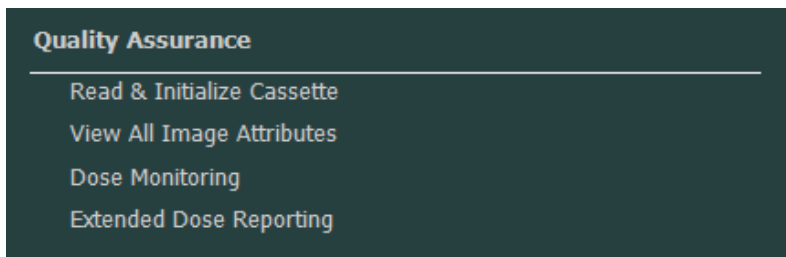 Quality Assurance
Read & Initialize Cassette
View All Image Attributes
Dose Monitoring
Extended Dose Reporting